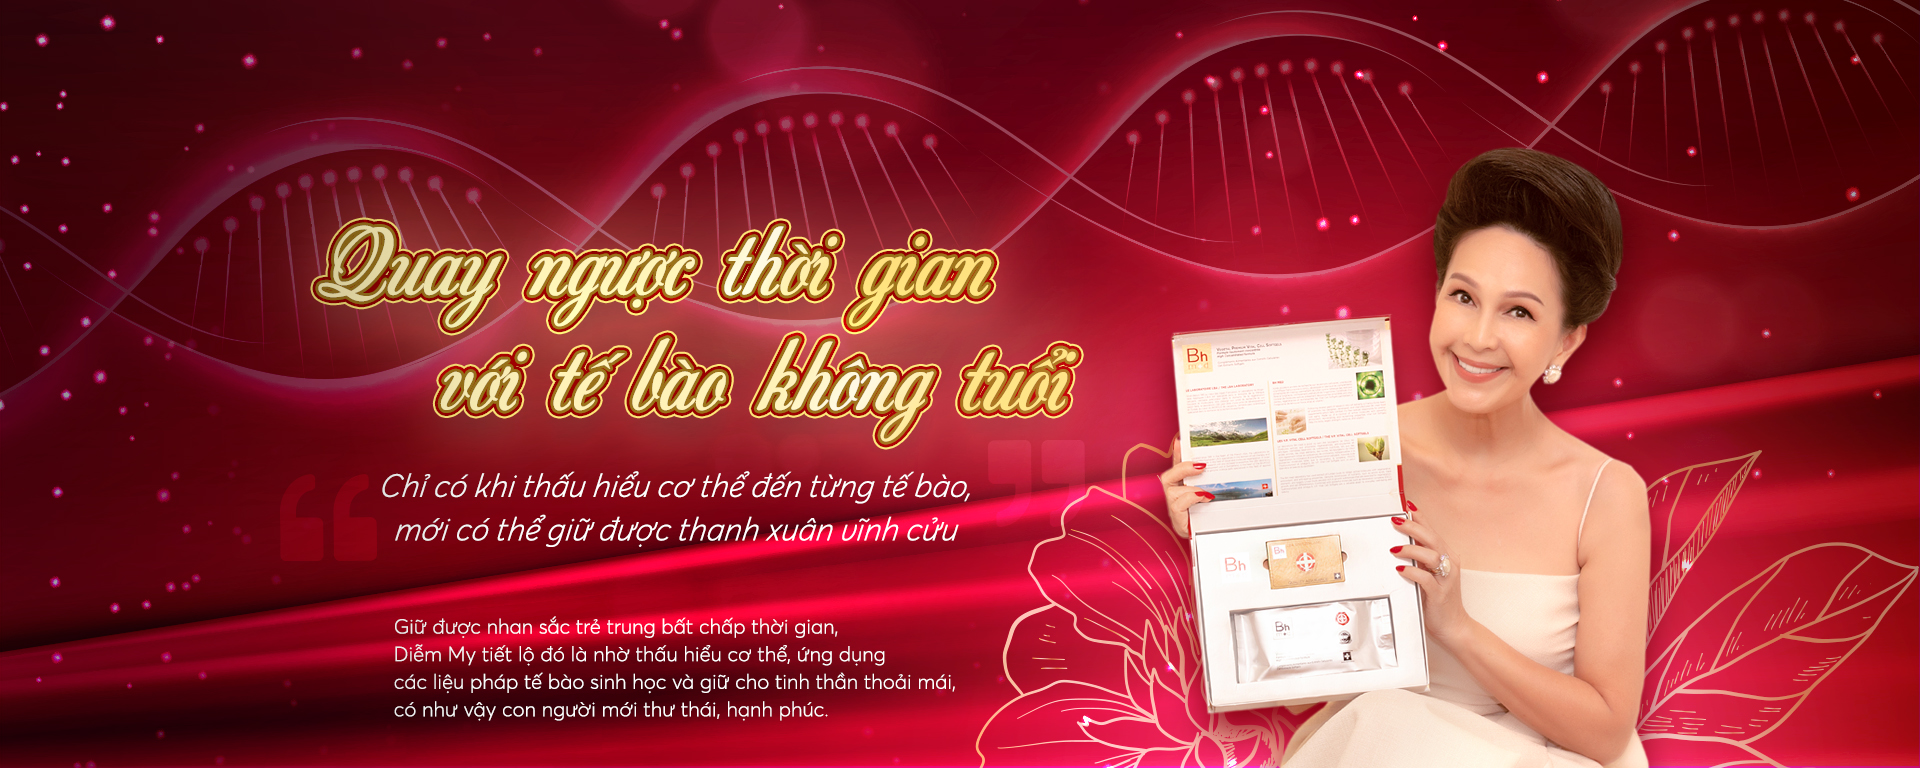 Quay ngược thời gian
với tế bào không tuổi
Chỉ có khi thấu hiểu cơ thể đến từng tế bào,
mới có thể giữ được thanh xuân vĩnh cửu
Giữ được nhan sắc trẻ trung bất chấp thời gian,
Diễm My tiết lộ đó là nhờ thấu hiểu cơ thể, ứng dụng
các liệu pháp tế bào sinh học và giữ cho tinh thần thoải mái,
có như vậy con người mới thư thái, hạnh phúc.
Bh
Bh
Bh
Bh